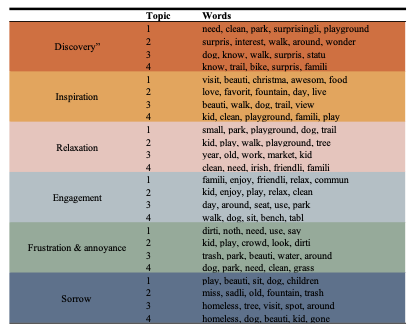 Topic Words
1 need, clean, park, surprisingli, playground
2 surpris, interest, walk, around, wonder
Discovery”
3 dog, know, walk, surpris, statu
4 know, trail, bike, surpris, famili
1 visit, beauti, christma, awesom, food
2 love, favorit, fountain, day, live
Inspiration
3 beauti, walk, dog, trail, view
4 kid, clean, playground, famili, play
1 small, park, playground, dog, trail
2 kid, play, walk, playground, tree
Relaxation
3 year, old, work, market, kid
4 clean, need, irish, friendli, famili
1 famili, enjoy, friendli, relax, commun
2 kid, enjoy, play, relax, clean
Engagement
3 day, around, seat, use, park
4 walk, dog, sit, bench, tabl
1 dirti, noth, need, use, say
2 kid, play, crowd, look, dirti
Frustration & annoyance
3 trash, park, beauti, water, around
4 dog, park, need, clean, grass
1 play, beauti, sit, dog, children
2 miss, sadli, old, fountain, trash
Sorrow
3 homeless, tree, visit, spot, around
4 homeless, dog, beauti, kid, gone